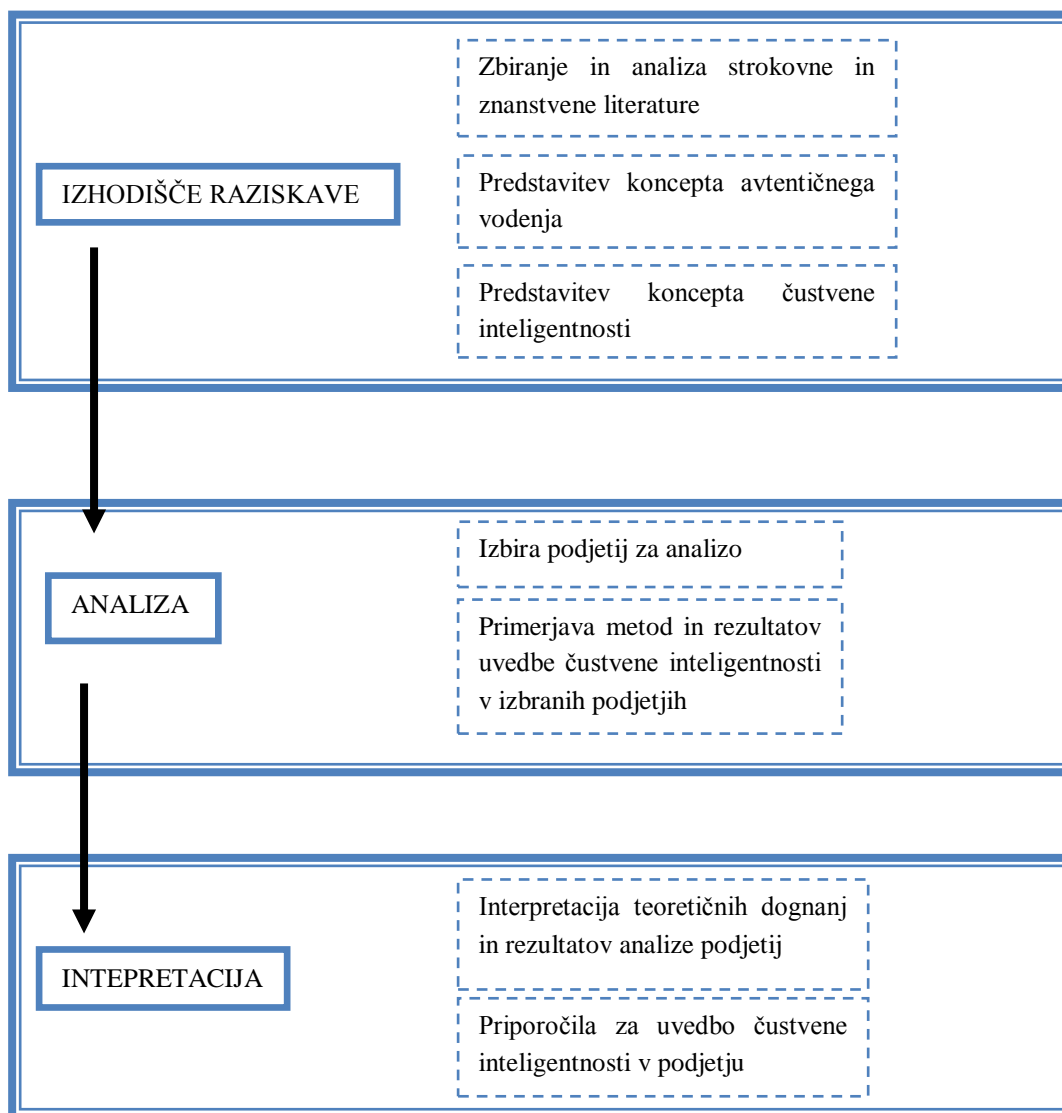 Zbiranje in analiza strokovne in
znanstvene literature
IZHODIŠČE RAZISKAVE
Predstavitev koncepta avtentičnega
vodenja
Predstavitev koncepta čustvene
inteligentnosti
Izbira podjetij za analizo
ANALIZA
Primerjava metod in rezultatov
uvedbe čustvene inteligentnosti
v izbranih podjetjih
Interpretacija teoretičnih dognanj
in rezultatov analize podjetij
INTEPRETACIJA
Priporočila za uvedbo čustvene
inteligentnosti v podjetju